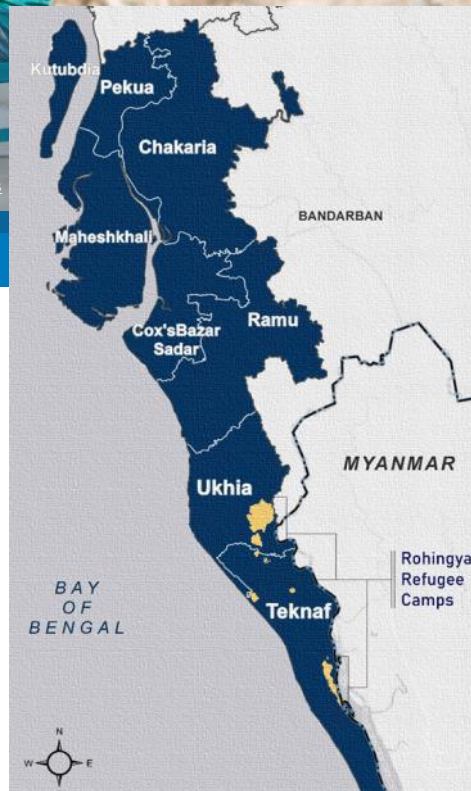 Kutubdia
Pekua
Chakaria
BANDARBAN
Maheshkhali
Cox'sBazar
Sadar
Ramu
MYANMAR
Ukhia
Rohingya
Refugee
Camps
BAY
OF
BENGAL
Teknaf
N
W
E
S